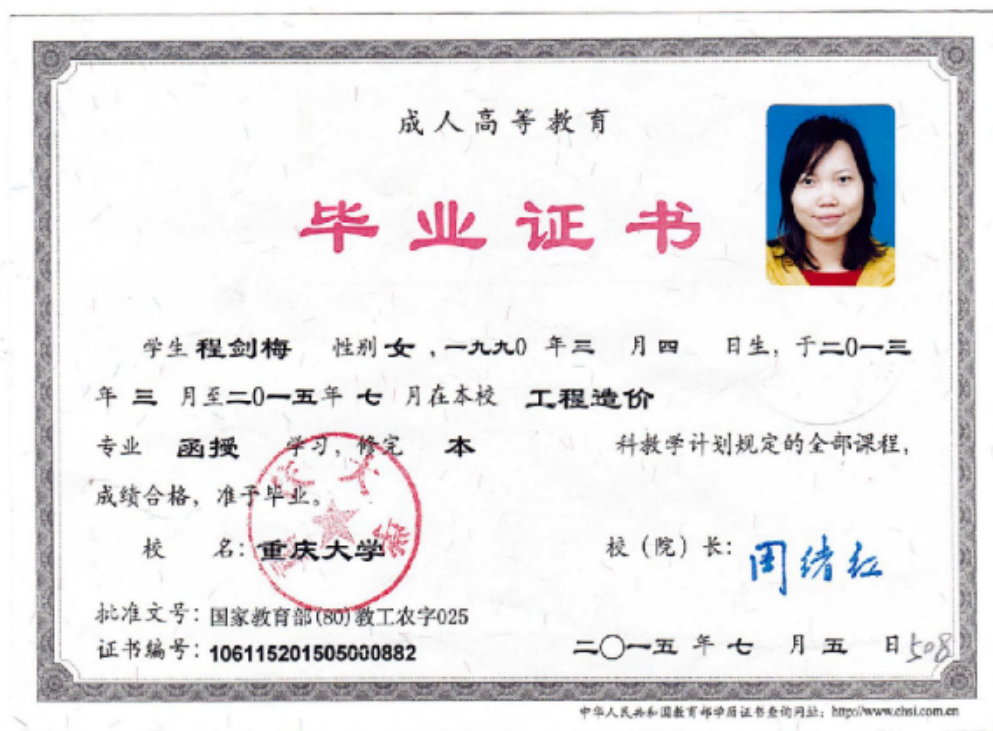 成人高等教育
毕业证书
学生 程剑梅 性别 女，一九九0 年 三 月 四 日生，于二0一三
年 三 月至二0一五年 七 月在本校 工程造价
专业 函授 学习，修完 本 科教学计划规定的全部课程，
成绩合格，准予毕业。
校 名：重庆大学
校（院）长：周绪红
批准文号：国家教育部(80)教工农字025
证书编号：106115201505000882
二〇一五 年 七 月 五 日
508
中华人民共和国教育部学历证书查询网址：http://www.chsi.com.cn